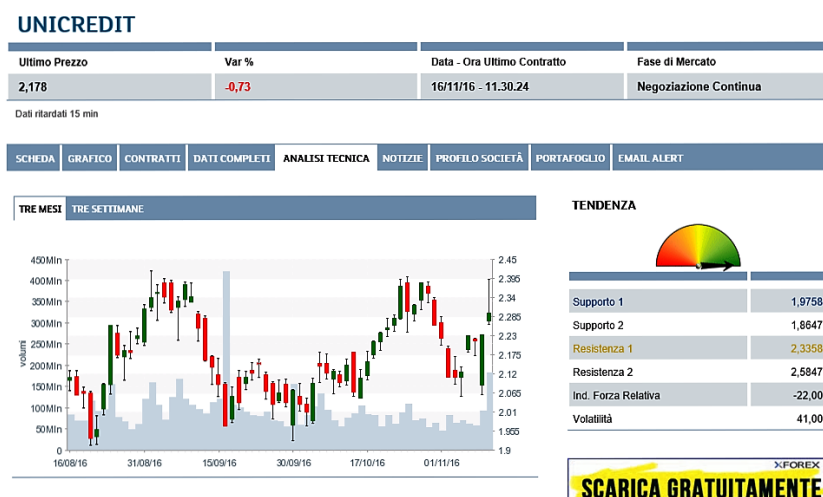 UNICREDIT
Ultimo Prezzo Var % Data - Ora Ultimo Contratto Fase di Mercato
2,178 -0,73 16/11/16 - 11.30.24 Negoziazione Continua
Dati ritardati 15 min
SCHEDA GRAFICO CONTRATTI DATI COMPLETI ANALISI TECNICA NOTIZIE PROFILO SOCIETÀ PORTAFOGLIO EMAIL ALERT
TRE MESI TRE SETTIMANE
450Mln 2.45
400Mln 2.395
350Mln 2.34
300Mln 2.285
250Mln 2.23
200Mln 2.175
150Mln 2.12
100Mln 2.065
50Mln 2.01
0 1.955
1.9
volumi
16/08/16 31/08/16 15/09/16 30/09/16 17/10/16 01/11/16
TENDENZA
Supporto 1 1,9758
Supporto 2 1,8647
Resistenza 1 2,3358
Resistenza 2 2,5847
Ind. Forza Relativa -22,00
Volatilità 41,00
XFOREX
SCARICA GRATUITAMENTE